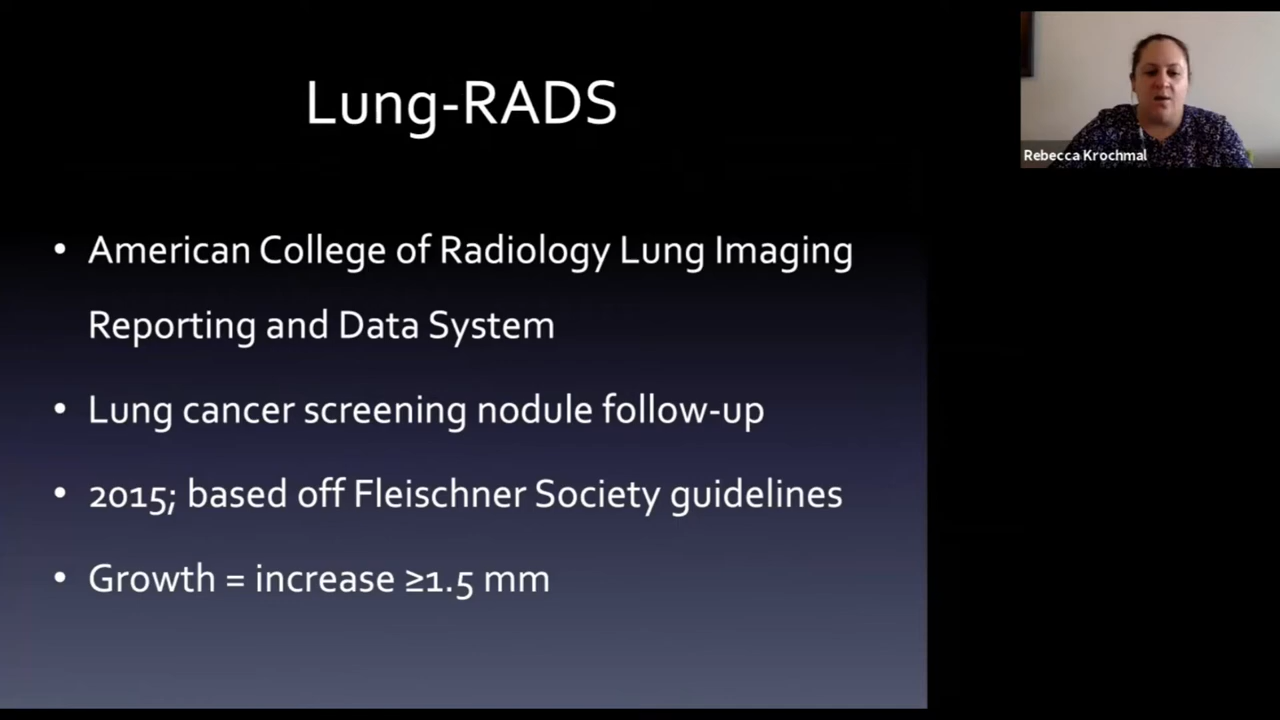 Lung-RADS
• American College of Radiology Lung Imaging
Reporting and Data System
• Lung cancer screening nodule follow-up
• 2015; based off Fleischner Society guidelines
• Growth = increase ≥1.5 mm
Rebecca Krochmal